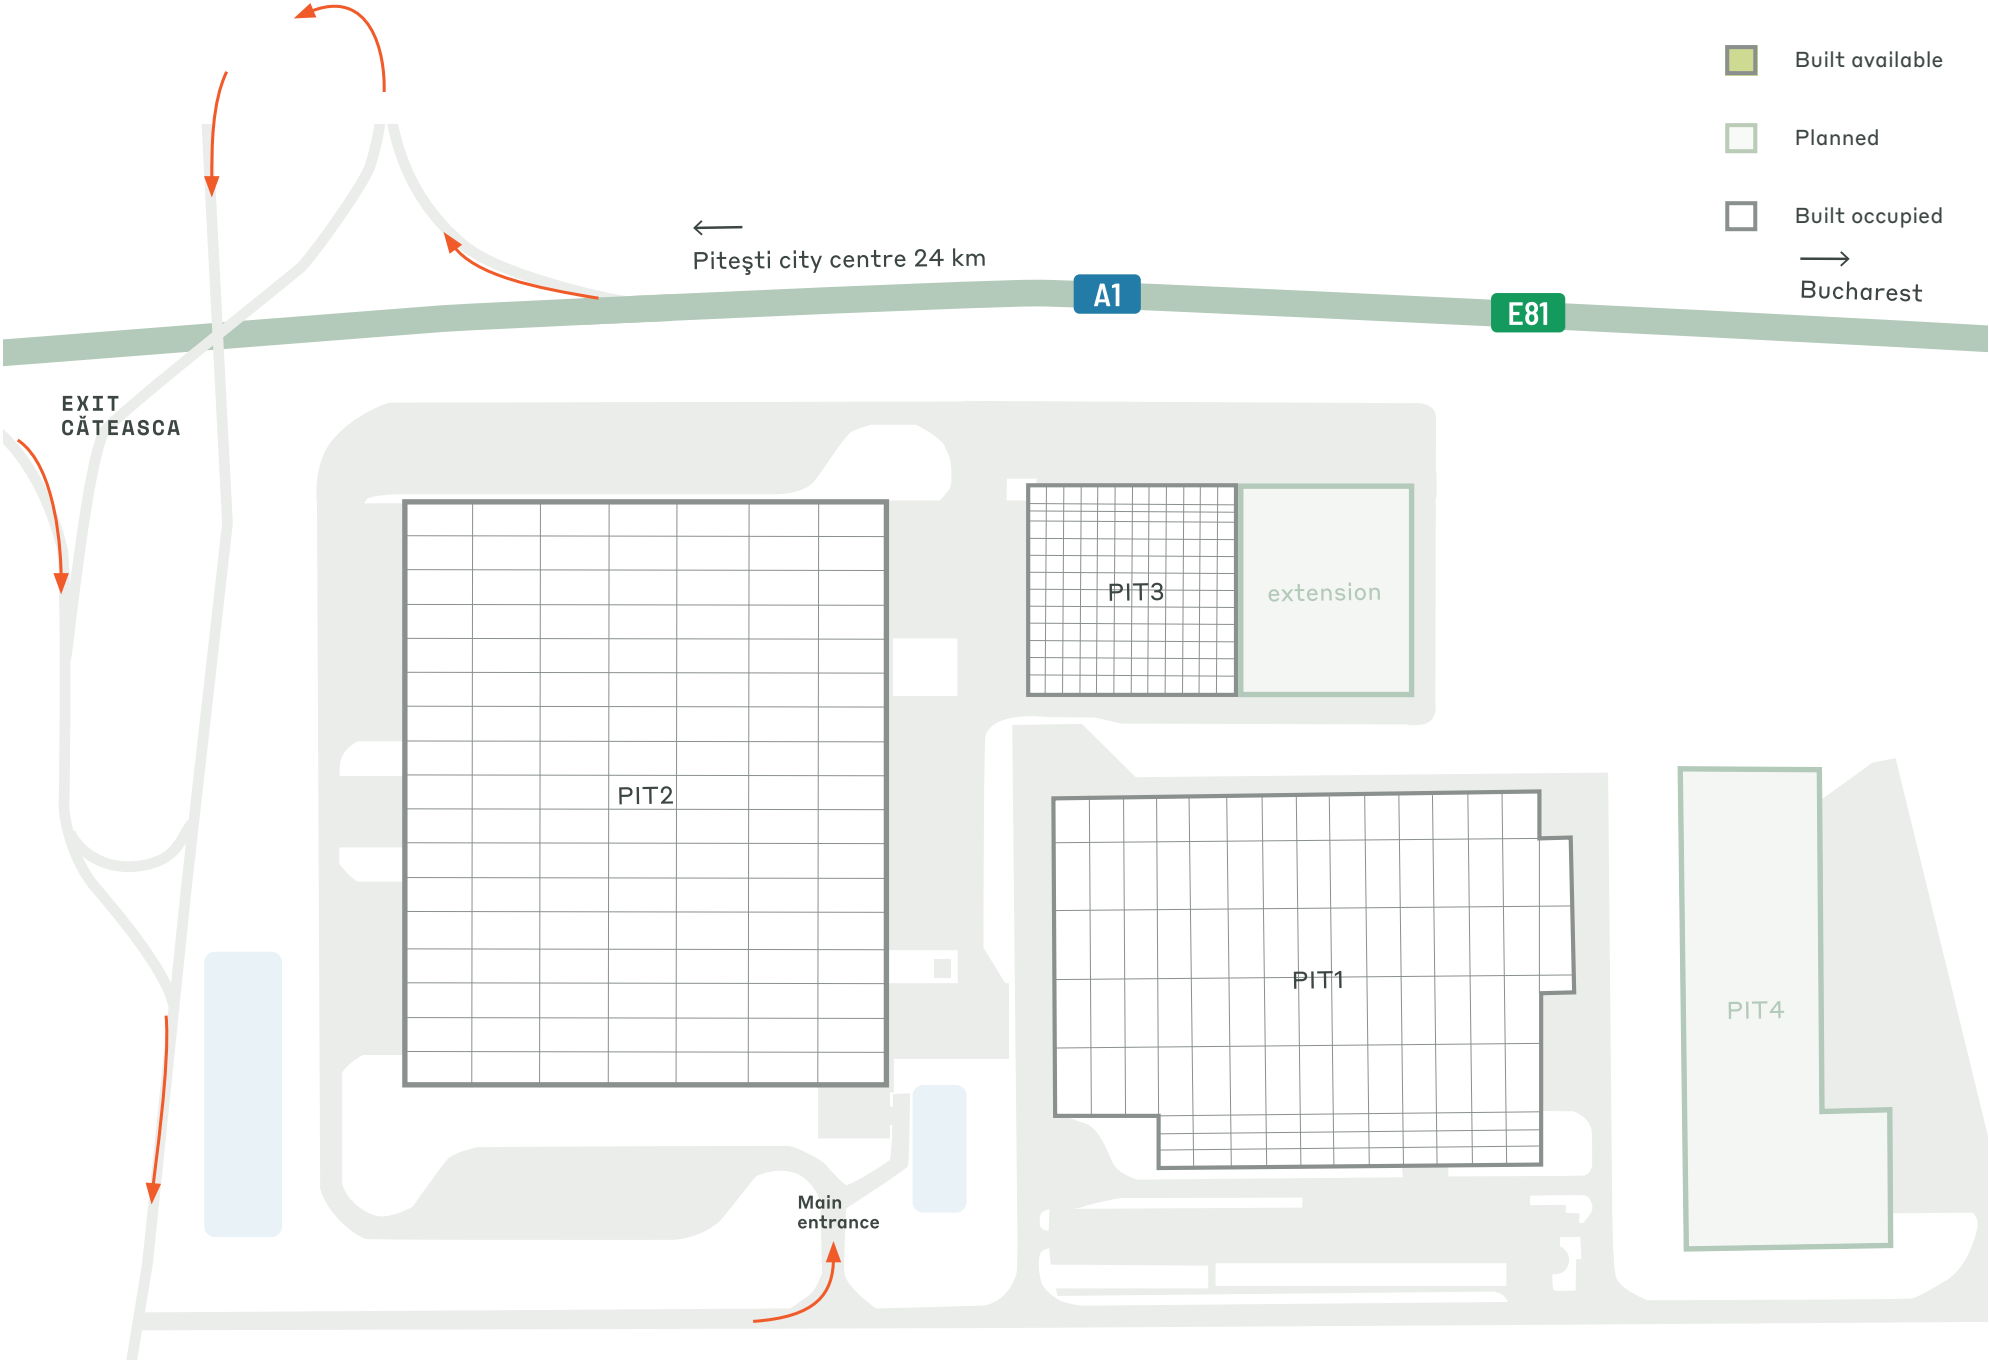 Built available
Planned
Built occupied
Piteşti city centre 24 km
A1
E81
Bucharest
EXIT
CĂTEASCA
PIT3
extension
PIT2
PIT1
PIT4
Main
entrance